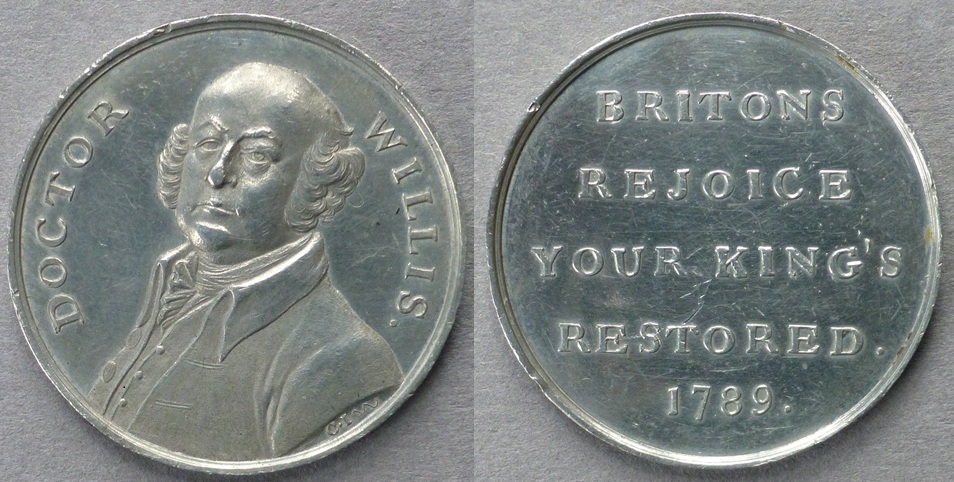 DOCTOR WILLIS.
BRITONS
REJOICE
YOUR KING'S
RESTORED.
1789.